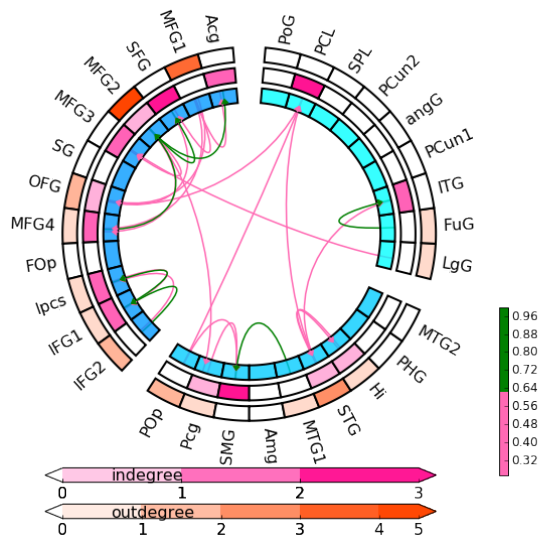 Acg
MFG1
SFG
MFG2
MFG3
SG
OFG
MFG4
FOp
Ipcs
IFG1
IFG2
PoG
PCL
SPL
PCun2
angG
PCun1
ITG
FuG
LgG
MTG2
PHG
Hi
STG
MTG1
Amg
SMG
Pcg
POp
0.96
0.88
0.80
0.72
0.64
0.56
0.48
0.40
0.32
indegree
0 1 2 3
outdegree
0 1 2 3 4 5